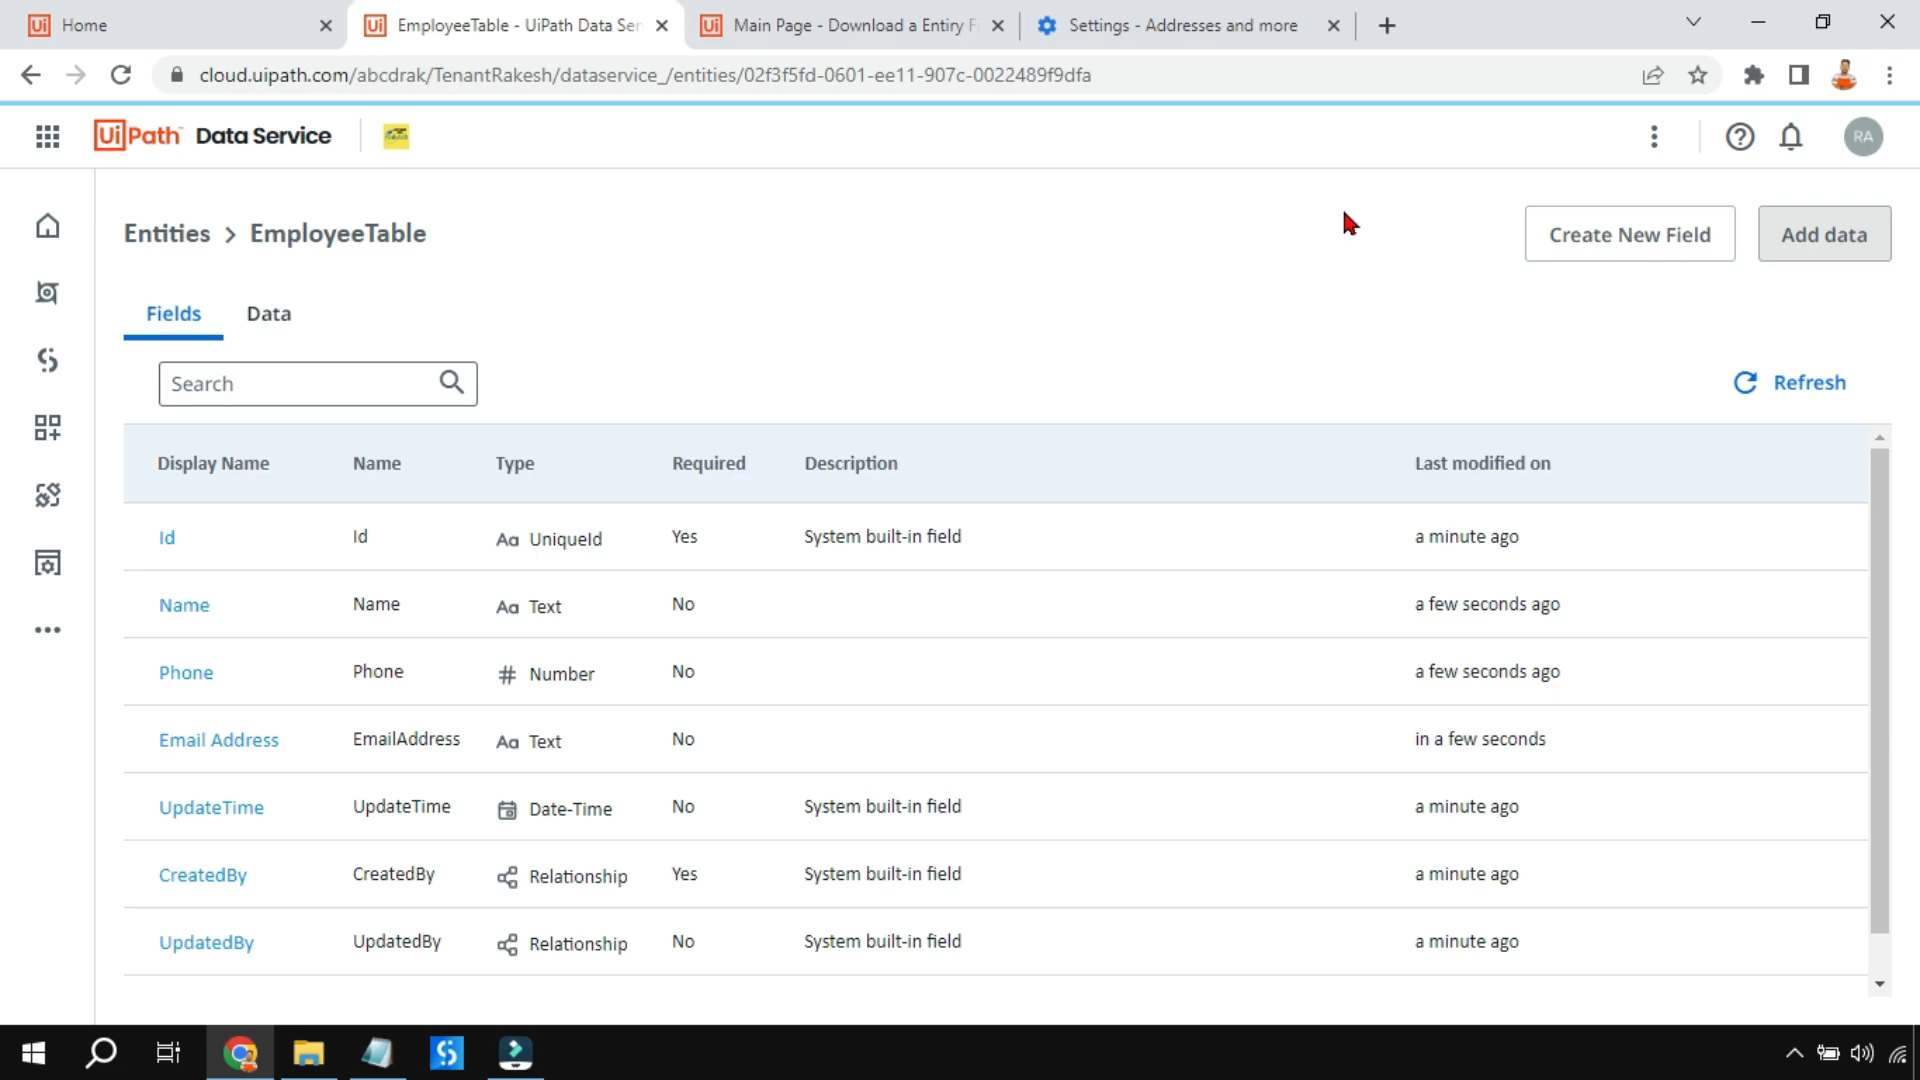 Home
EmployeeTable - UiPath Data Ser
Main Page - Download a Entiry F
Settings - Addresses and more
cloud.uipath.com/abcdrak/TenantRakesh/dataservice_/entities/02f3f5fd-0601-ee11-907c-0022489f9dfa
UiPath Data Service
RA
Entities > EmployeeTable
Create New Field
Add data
Fields Data
Search
Refresh
Display Name Name Type Required Description Last modified on
Id Id Aa UniqueId Yes System built-in field a minute ago
Name Name Aa Text No a few seconds ago
Phone Phone # Number No a few seconds ago
Email Address EmailAddress Aa Text No in a few seconds
UpdateTime UpdateTime Date-Time No System built-in field a minute ago
CreatedBy CreatedBy Relationship Yes System built-in field a minute ago
UpdatedBy UpdatedBy Relationship No System built-in field a minute ago